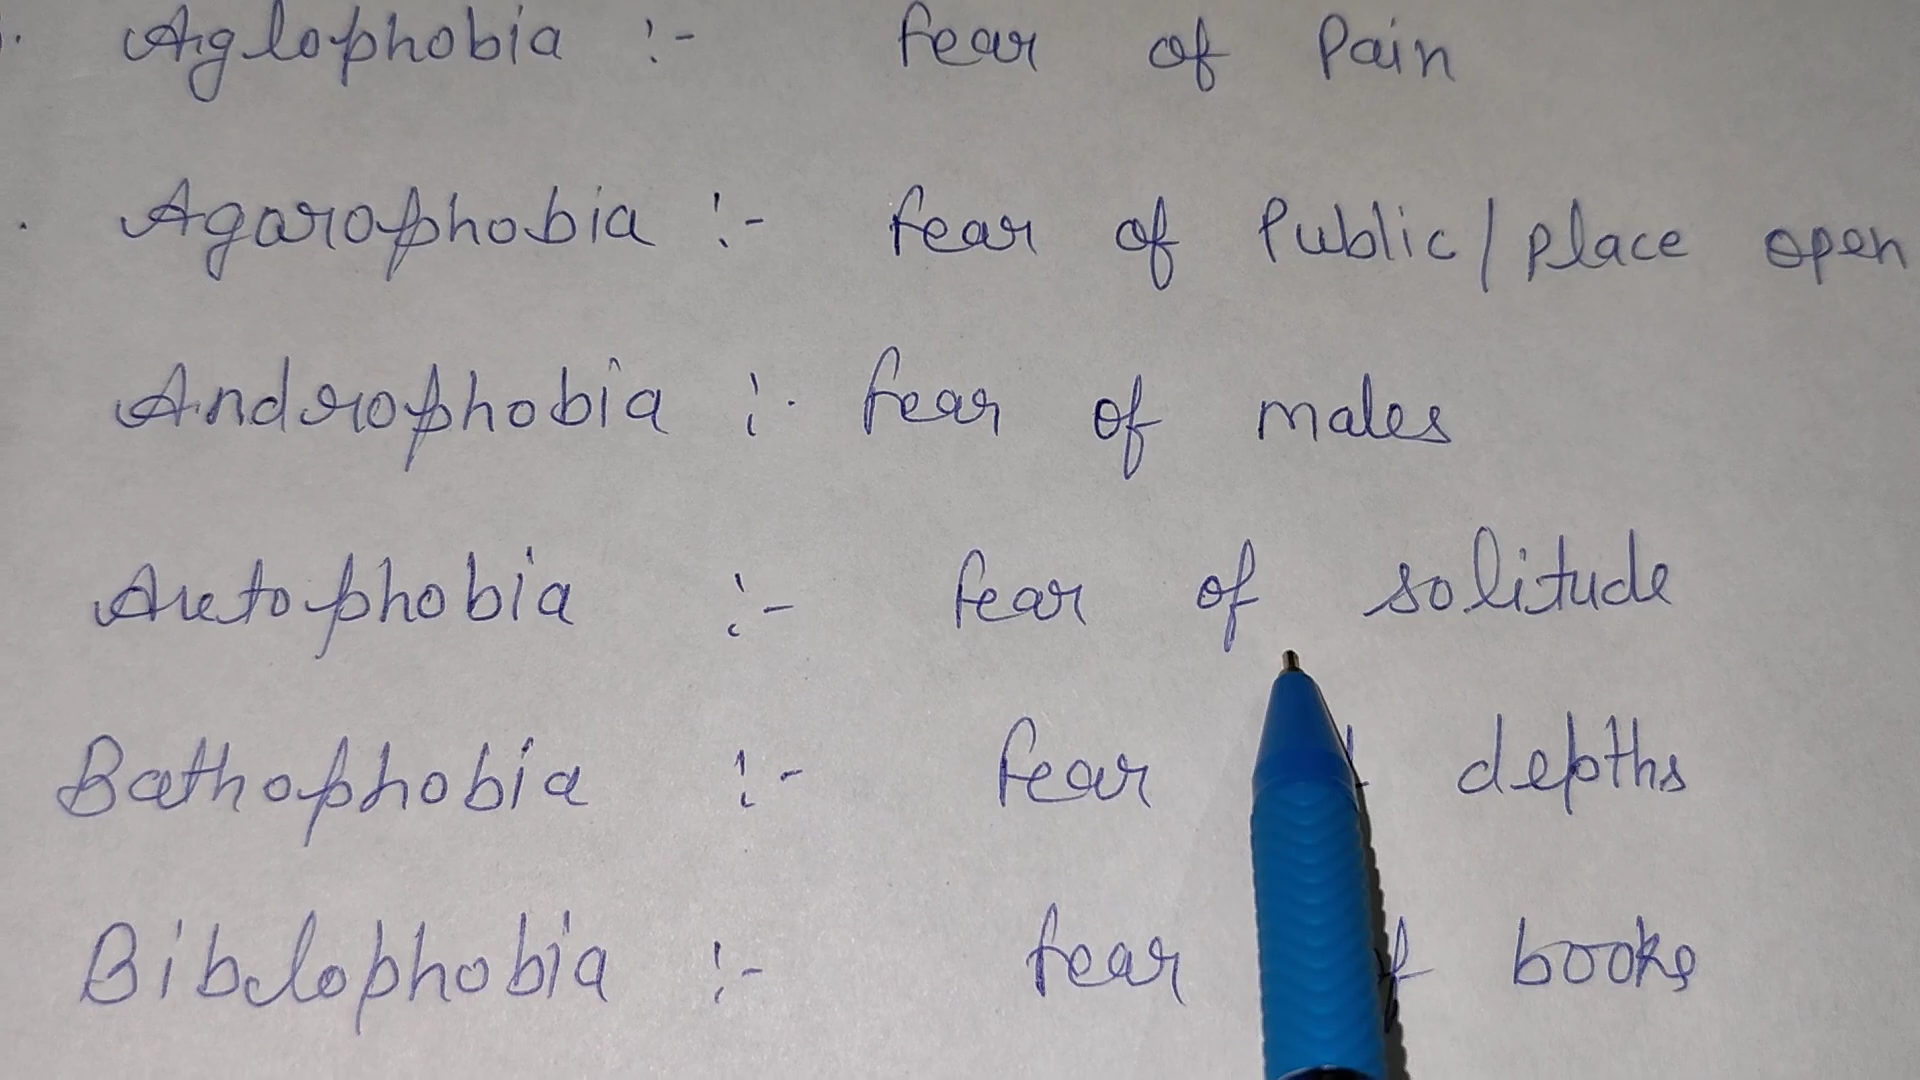 Aglophobia :- fear of Pain
Agarophobia :- fear of Public/place open
Androphobia :- fear of males
Autophobia :- fear of solitude
Bathophobia :- fear depths
Biblophobia :- fear of books